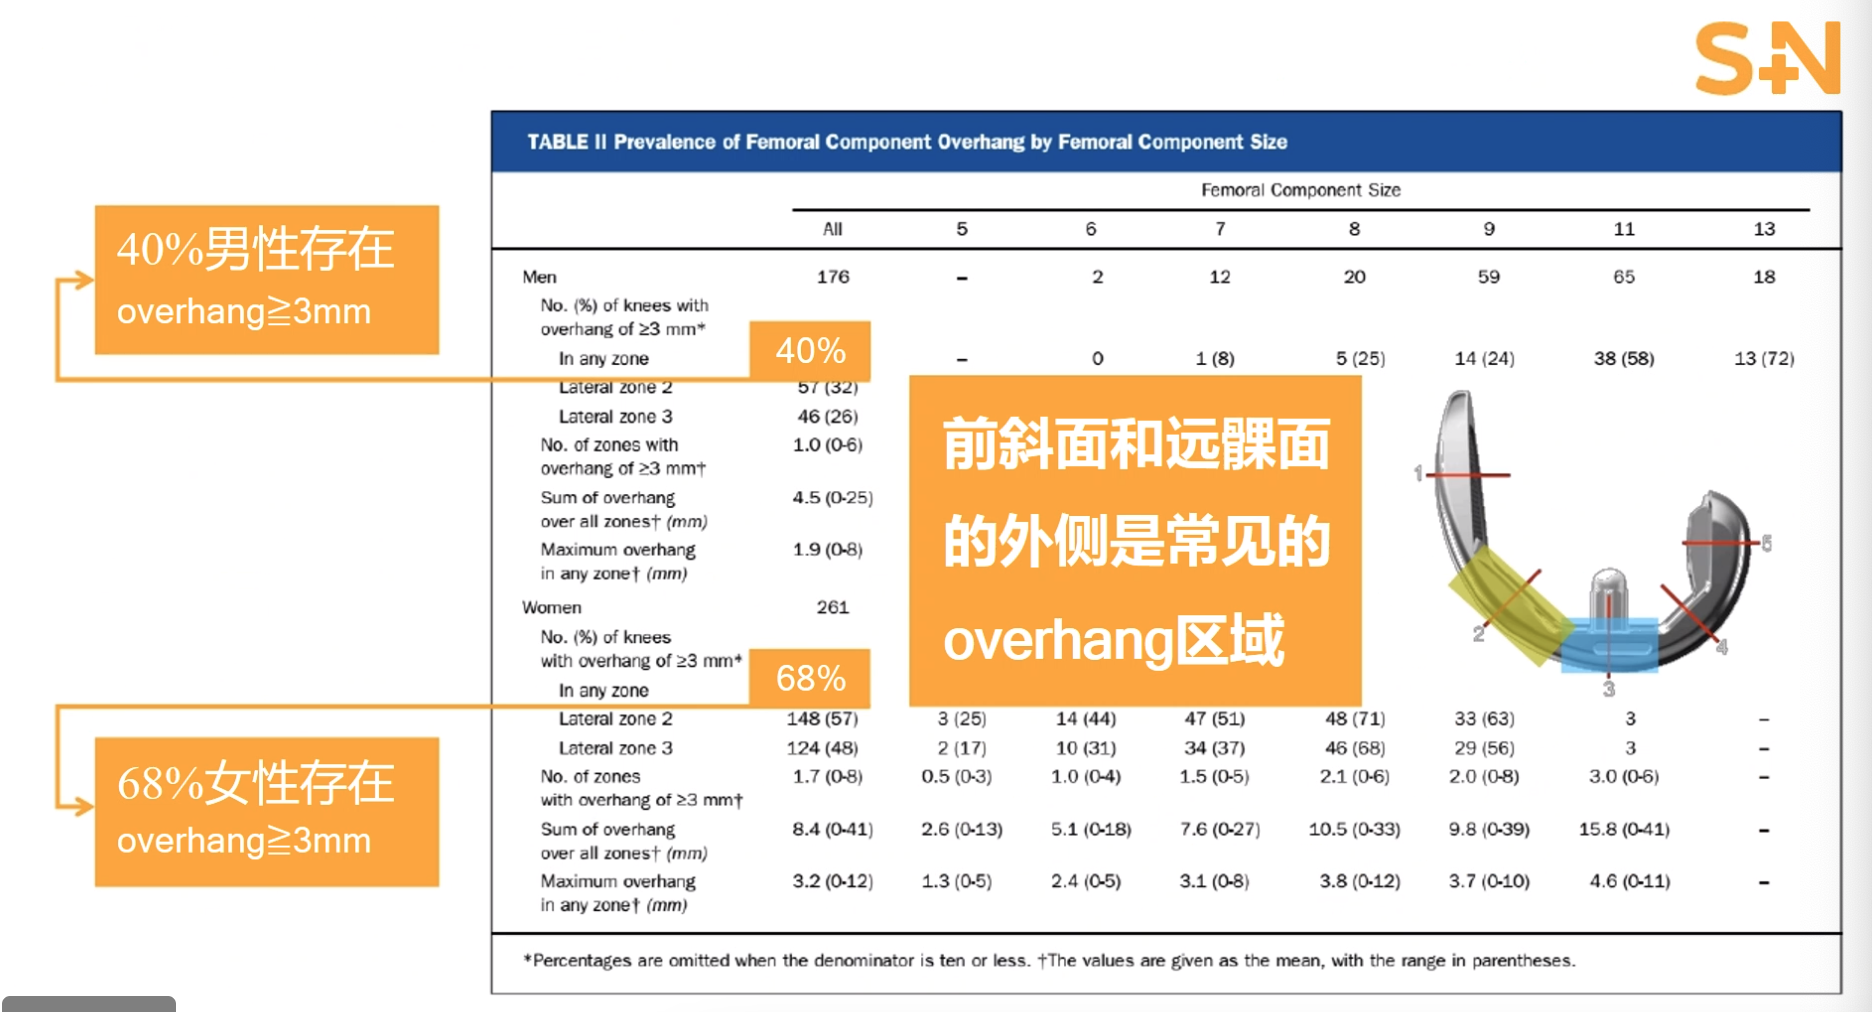 S+N
TABLE II Prevalence of Femoral Component Overhang by Femoral Component Size
Femoral Component Size
All 5 6 7 8 9 11 13
40%男性存在
overhang≧3mm
Men 176 – 2 12 20 59 65 18
No. (%) of knees with
overhang of ≥3 mm*
In any zone 40% – 0 1 (8) 5 (25) 14 (24) 38 (58) 13 (72)
Lateral zone 2 57 (32)
Lateral zone 3 46 (26)
No. of zones with
overhang of ≥3 mm† 1.0 (0-6)
Sum of overhang
over all zones† (mm) 4.5 (0-25)
Maximum overhang
in any zone† (mm) 1.9 (0-8)
前斜面和远髁面
的外侧是常见的
overhang区域
1
2
3
4
5
Women 261
No. (%) of knees
with overhang of ≥3 mm*
In any zone 68%
Lateral zone 2 148 (57) 3 (25) 14 (44) 47 (51) 48 (71) 33 (63) 3 –
Lateral zone 3 124 (48) 2 (17) 10 (31) 34 (37) 46 (68) 29 (56) 3 –
No. of zones 1.7 (0-8) 0.5 (0-3) 1.0 (0-4) 1.5 (0-5) 2.1 (0-6) 2.0 (0-8) 3.0 (0-6) –
with overhang of ≥3 mm†
Sum of overhang 8.4 (0-41) 2.6 (0-13) 5.1 (0-18) 7.6 (0-27) 10.5 (0-33) 9.8 (0-39) 15.8 (0-41) –
over all zones† (mm)
Maximum overhang 3.2 (0-12) 1.3 (0-5) 2.4 (0-5) 3.1 (0-8) 3.8 (0-12) 3.7 (0-10) 4.6 (0-11) –
in any zone† (mm)
68%女性存在
overhang≧3mm
*Percentages are omitted when the denominator is ten or less. †The values are given as the mean, with the range in parentheses.